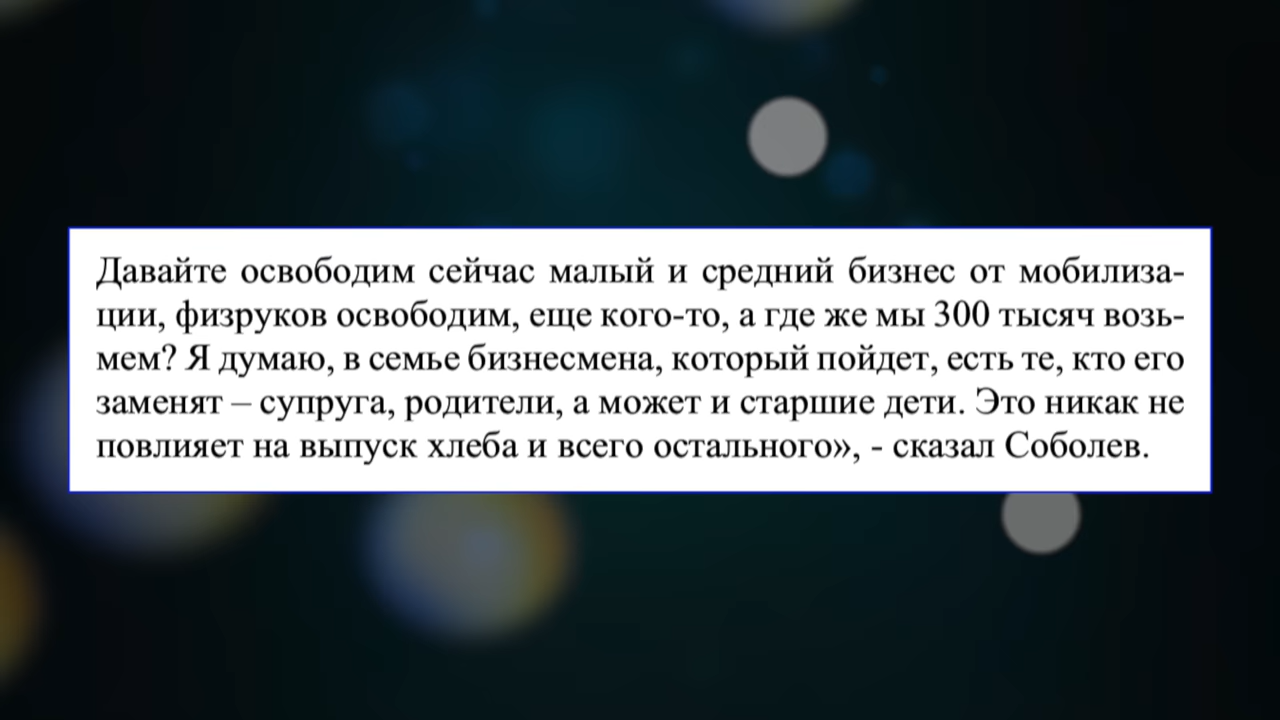 Давайте освободим сейчас малый и средний бизнес от мобилиза-
ции, физруков освободим, еще кого-то, а где же мы 300 тысяч возь-
мем? Я думаю, в семье бизнесмена, который пойдет, есть те, кто его
заменят – супруга, родители, а может и старшие дети. Это никак не
повлияет на выпуск хлеба и всего остального», - сказал Соболев.